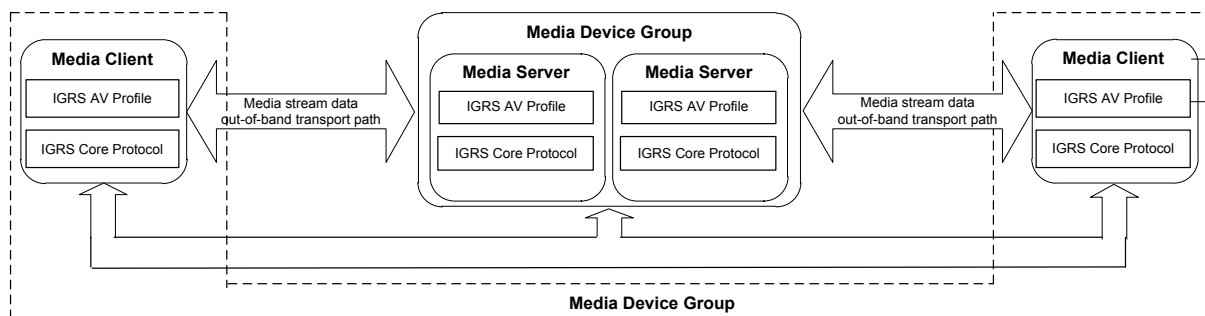 Media Client
IGRS AV Profile
IGRS Core Protocol
Media stream data
out-of-band transport path
Media Device Group
Media Server
IGRS AV Profile
IGRS Core Protocol
Media Server
IGRS AV Profile
IGRS Core Protocol
Media stream data
out-of-band transport path
Media Client
IGRS AV Profile
IGRS Core Protocol
Media Device Group